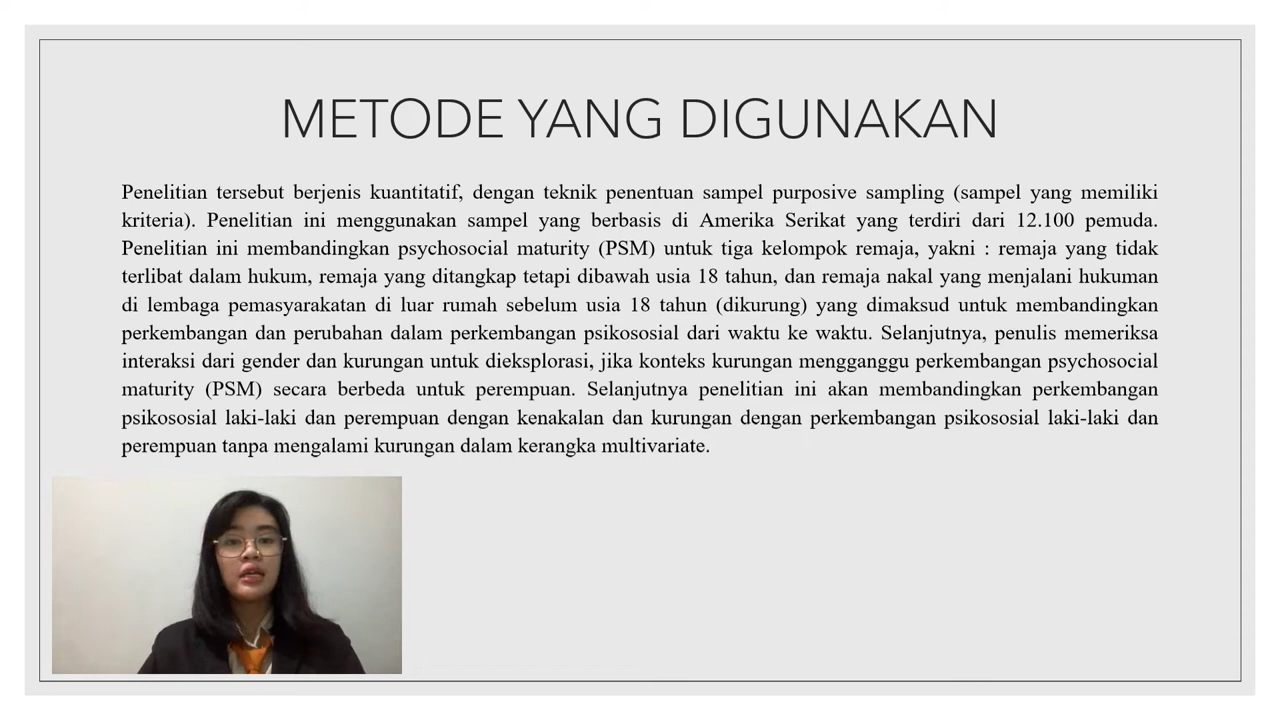 METODE YANG DIGUNAKAN
Penelitian tersebut berjenis kuantitatif, dengan teknik penentuan sampel purposive sampling (sampel yang memiliki
kriteria). Penelitian ini menggunakan sampel yang berbasis di Amerika Serikat yang terdiri dari 12.100 pemuda.
Penelitian ini membandingkan psychosocial maturity (PSM) untuk tiga kelompok remaja, yakni : remaja yang tidak
terlibat dalam hukum, remaja yang ditangkap tetapi dibawah usia 18 tahun, dan remaja nakal yang menjalani hukuman
di lembaga pemasyarakatan di luar rumah sebelum usia 18 tahun (dikurung) yang dimaksud untuk membandingkan
perkembangan dan perubahan dalam perkembangan psikososial dari waktu ke waktu. Selanjutnya, penulis memeriksa
interaksi dari gender dan kurungan untuk dieksplorasi, jika konteks kurungan mengganggu perkembangan psychosocial
maturity (PSM) secara berbeda untuk perempuan. Selanjutnya penelitian ini akan membandingkan perkembangan
psikososial laki-laki dan perempuan dengan kenakalan dan kurungan dengan perkembangan psikososial laki-laki dan
perempuan tanpa mengalami kurungan dalam kerangka multivariate.